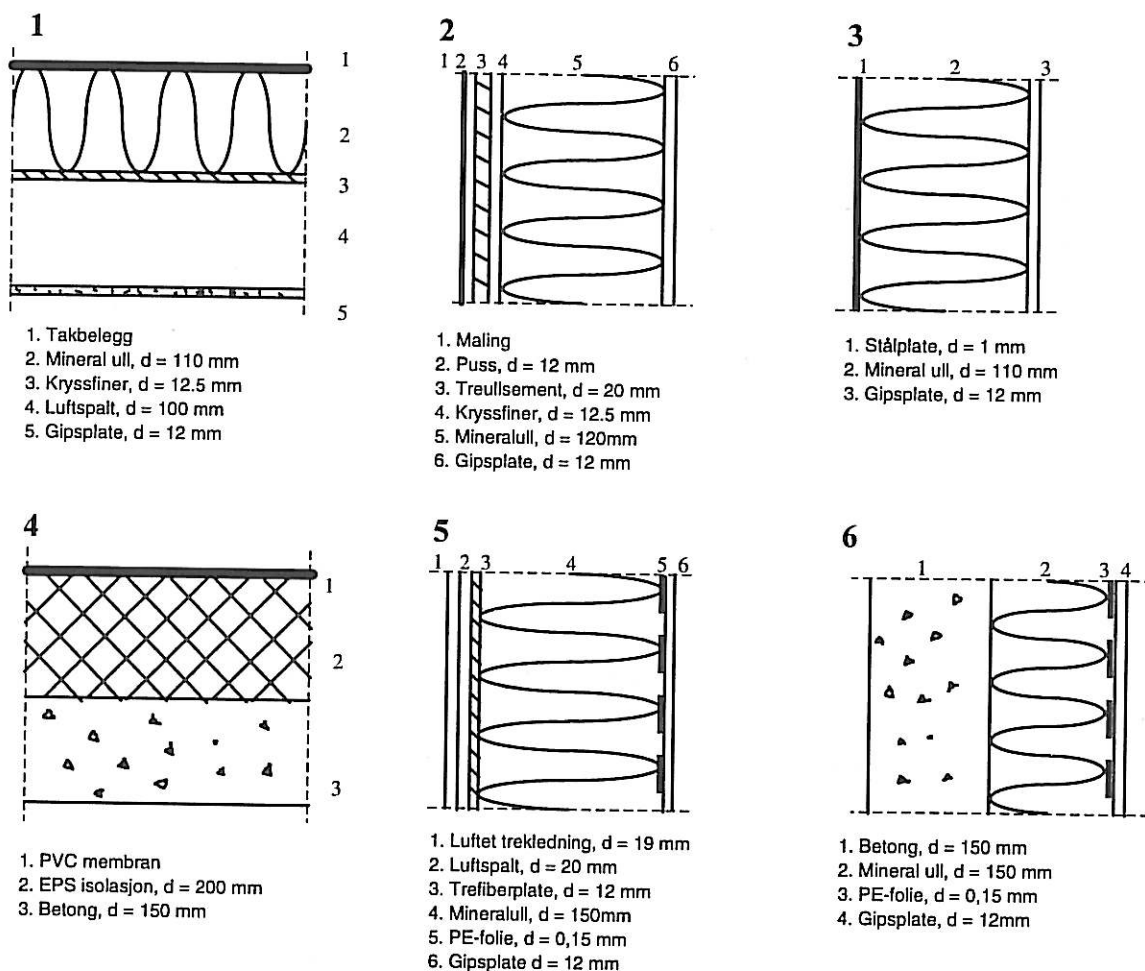 1
1
2
3
4
5
1. Takbelegg
2. Mineral ull, d = 110 mm
3. Kryssfiner, d = 12.5 mm
4. Luftspalt, d = 100 mm
5. Gipsplate, d = 12 mm
2
1 2 3 4 5 6
1. Maling
2. Puss, d = 12 mm
3. Treullsement, d = 20 mm
4. Kryssfiner, d = 12.5 mm
5. Mineralull, d = 120mm
6. Gipsplate, d = 12 mm
3
1 2 3
1. Stålplate, d = 1 mm
2. Mineral ull, d = 110 mm
3. Gipsplate, d = 12 mm
4
1
2
3
1. PVC membran
2. EPS isolasjon, d = 200 mm
3. Betong, d = 150 mm
5
1 2 3 4 5 6
1. Luftet trekledning, d = 19 mm
2. Luftspalt, d = 20 mm
3. Trefiberplate, d = 12 mm
4. Mineralull, d = 150mm
5. PE-folie, d = 0,15 mm
6. Gipsplate d = 12 mm
6
1 2 3 4
1. Betong, d = 150 mm
2. Mineral ull, d = 150 mm
3. PE-folie, d = 0,15 mm
4. Gipsplate, d = 12mm